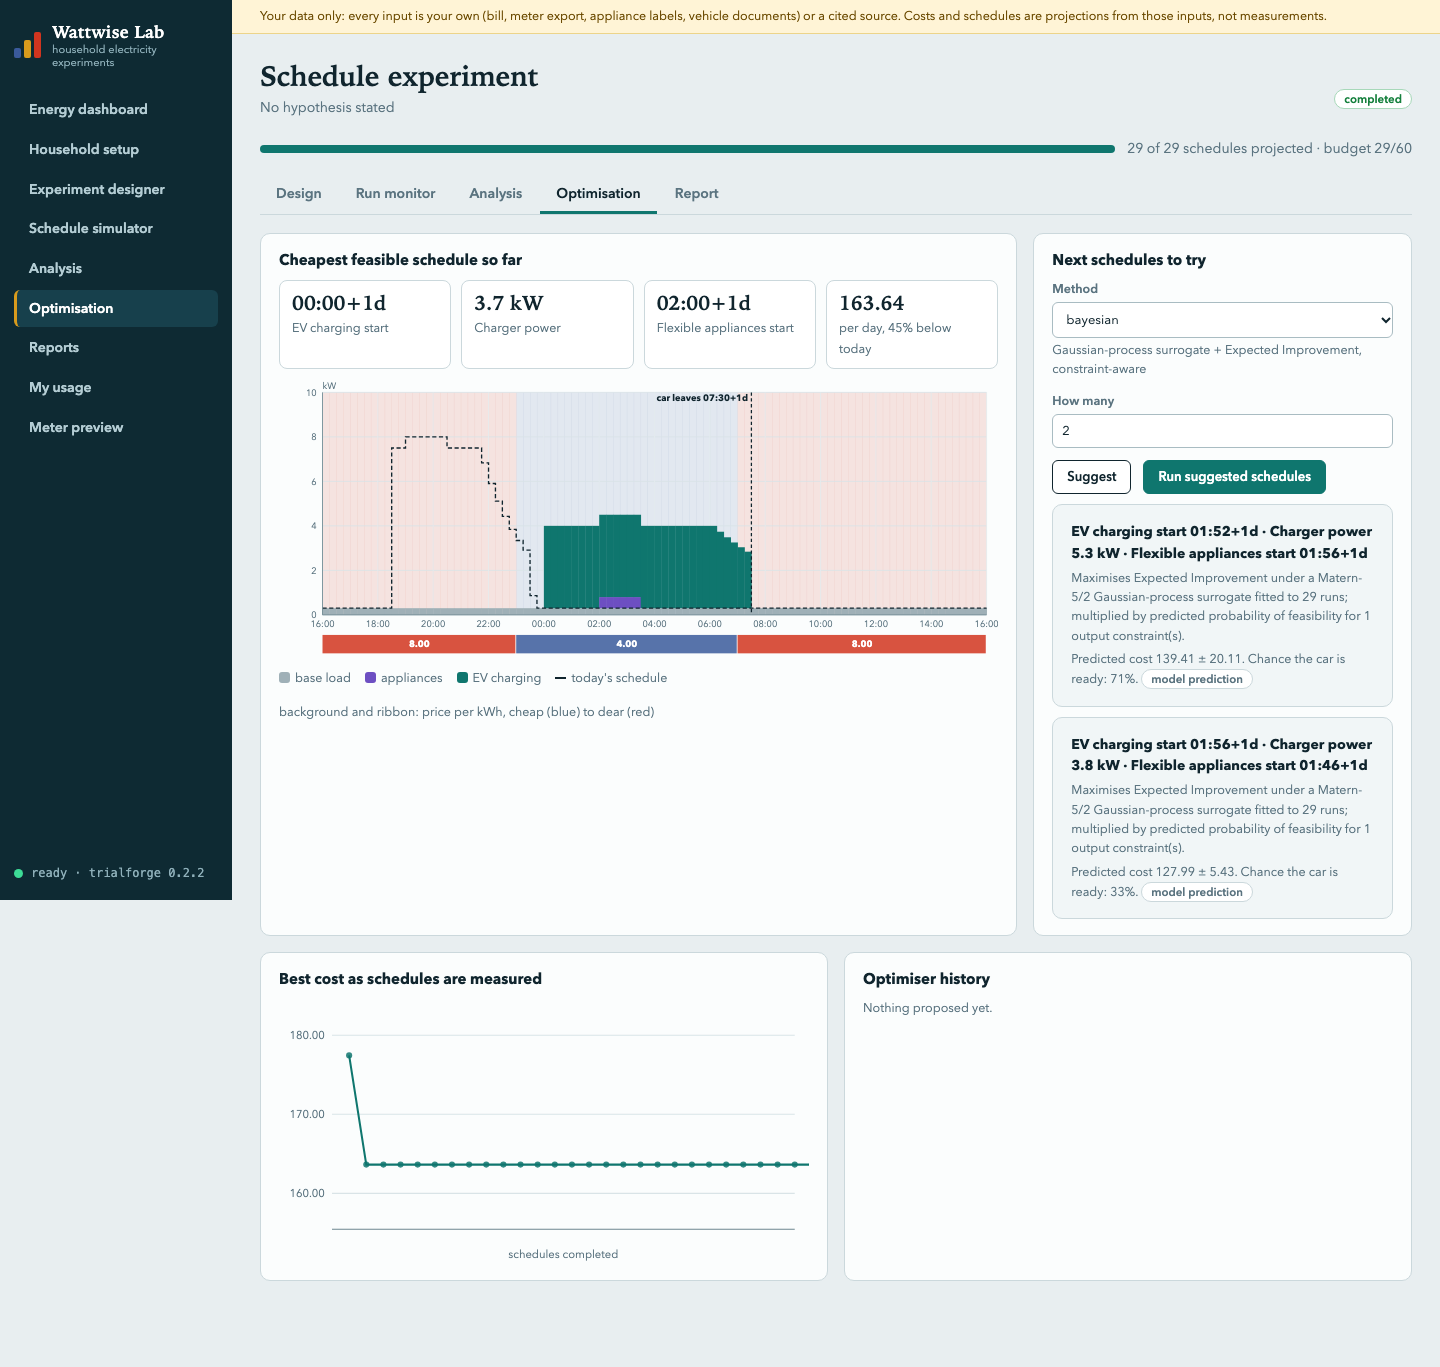 Wattwise Lab
household electricity
experiments
Energy dashboard
Household setup
Experiment designer
Schedule simulator
Analysis
Optimisation
Reports
My usage
Meter preview
ready · trialforge 0.2.2
Your data only: every input is your own (bill, meter export, appliance labels, vehicle documents) or a cited source. Costs and schedules are projections from those inputs, not measurements.
Schedule experiment
No hypothesis stated
completed
29 of 29 schedules projected · budget 29/60
Design Run monitor Analysis Optimisation Report
Cheapest feasible schedule so far
00:00+1d
EV charging start
3.7 kW
Charger power
02:00+1d
Flexible appliances start
163.64
per day, 45% below
today
kW
10
8
6
4
2
0
car leaves 07:30+1d
16:00 18:00 20:00 22:00 00:00 02:00 04:00 06:00 08:00 10:00 12:00 14:00 16:00
8.00 4.00 8.00
base load appliances EV charging today's schedule
background and ribbon: price per kWh, cheap (blue) to dear (red)
Next schedules to try
Method
bayesian
Gaussian-process surrogate + Expected Improvement,
constraint-aware
How many
2
Suggest Run suggested schedules
EV charging start 01:52+1d · Charger power
5.3 kW · Flexible appliances start 01:56+1d
Maximises Expected Improvement under a Matern-
5/2 Gaussian-process surrogate fitted to 29 runs;
multiplied by predicted probability of feasibility for 1
output constraint(s).
Predicted cost 139.41 ± 20.11. Chance the car is
ready: 71%. model prediction
EV charging start 01:56+1d · Charger power
3.8 kW · Flexible appliances start 01:46+1d
Maximises Expected Improvement under a Matern-
5/2 Gaussian-process surrogate fitted to 29 runs;
multiplied by predicted probability of feasibility for 1
output constraint(s).
Predicted cost 127.99 ± 5.43. Chance the car is
ready: 33%. model prediction
Best cost as schedules are measured
180.00
170.00
160.00
schedules completed
Optimiser history
Nothing proposed yet.